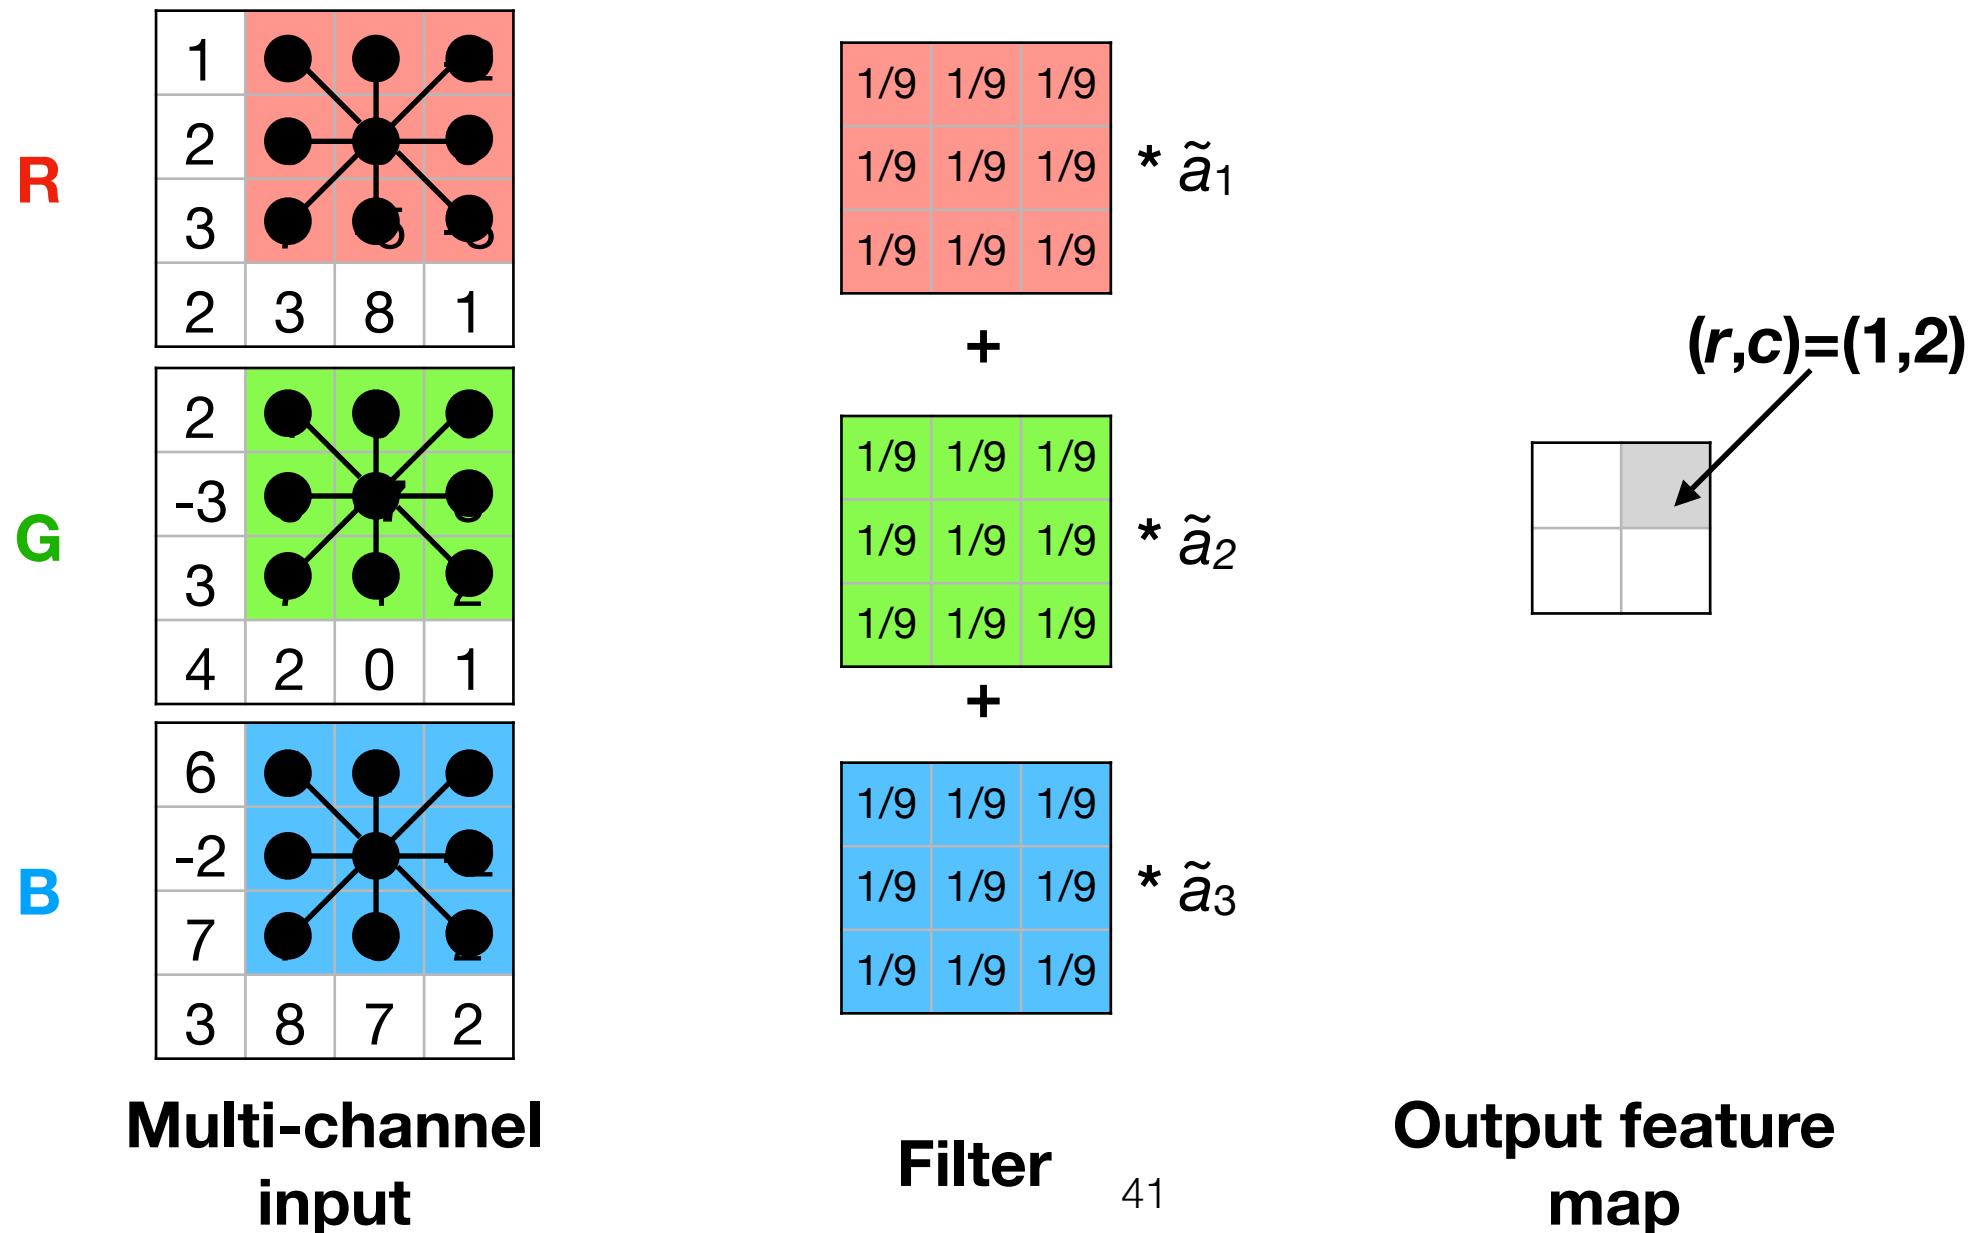 R
1
2
3
2 3 8 1
1/9 1/9 1/9
1/9 1/9 1/9
1/9 1/9 1/9
* ã₁
+
G
2
-3
3
4 2 0 1
1/9 1/9 1/9
1/9 1/9 1/9
1/9 1/9 1/9
* ã₂
+
B
6
-2
7
3 8 7 2
1/9 1/9 1/9
1/9 1/9 1/9
1/9 1/9 1/9
* ã₃
(r,c)=(1,2)
Multi-channel
input
Filter
41
Output feature
map